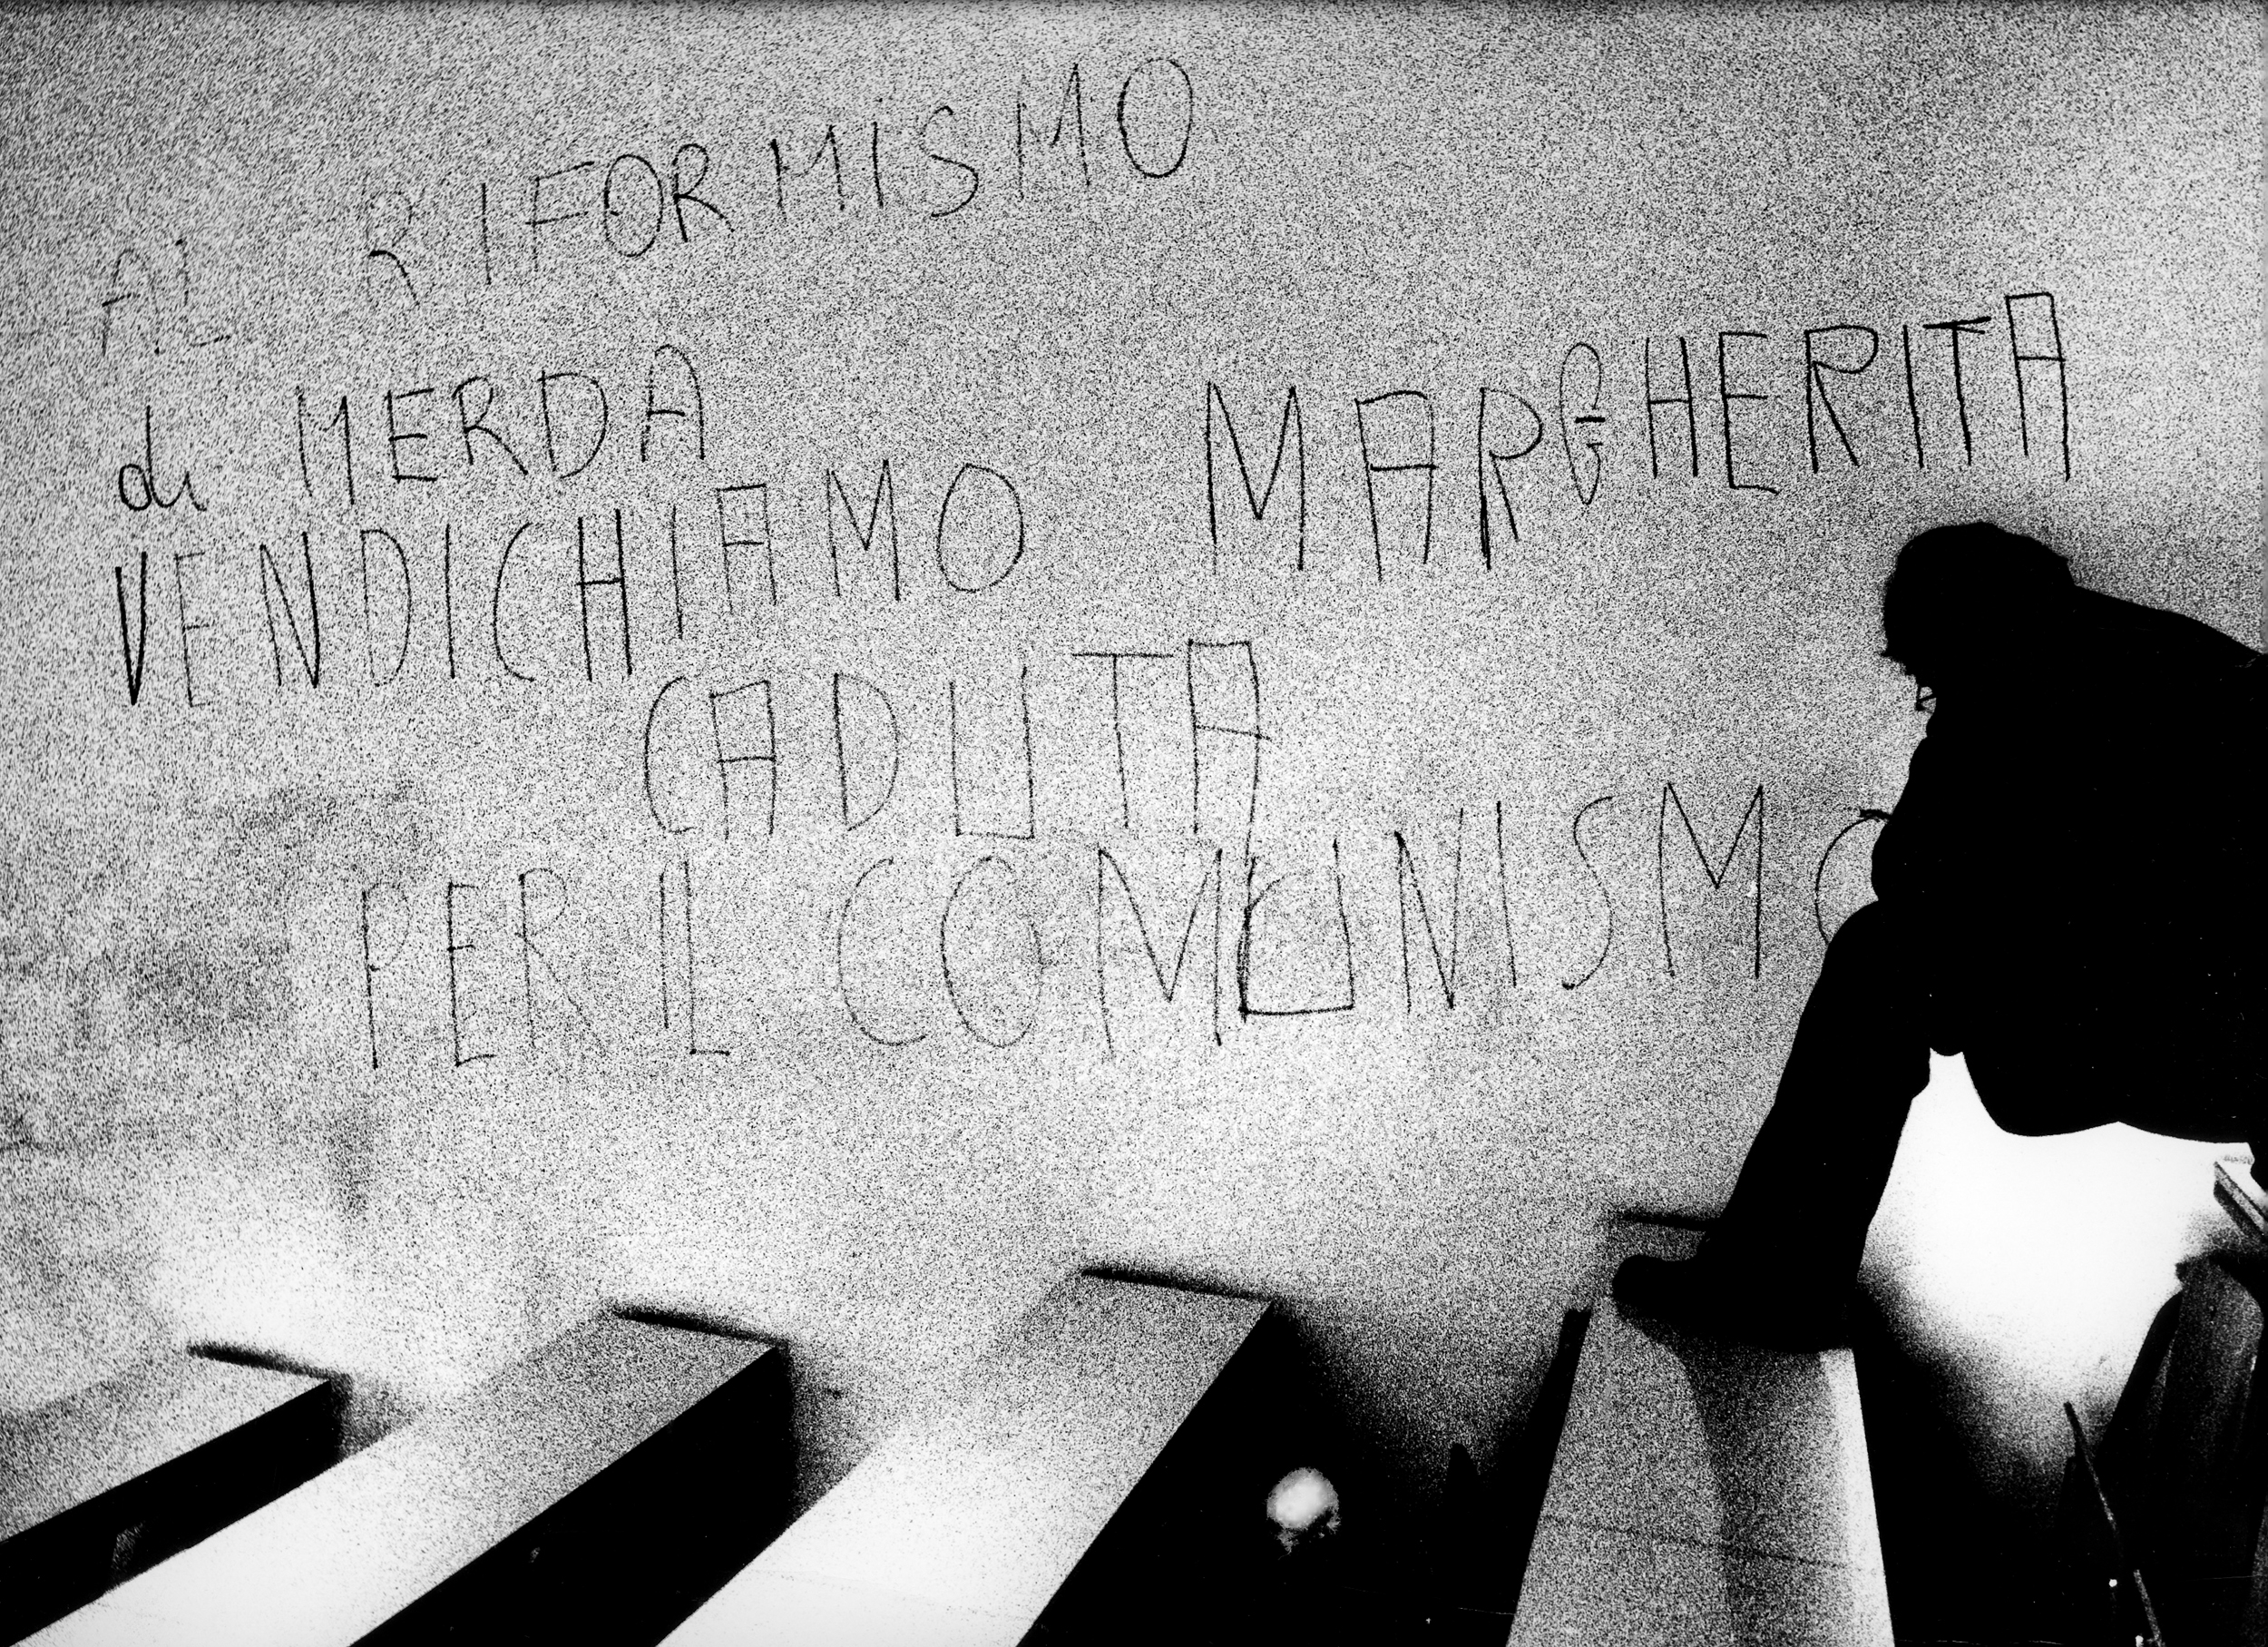 AL RIFORMISMO
di MERDA
VENDICHIAMO MARGHERITA
CADUTA
PER IL COMUNISMO